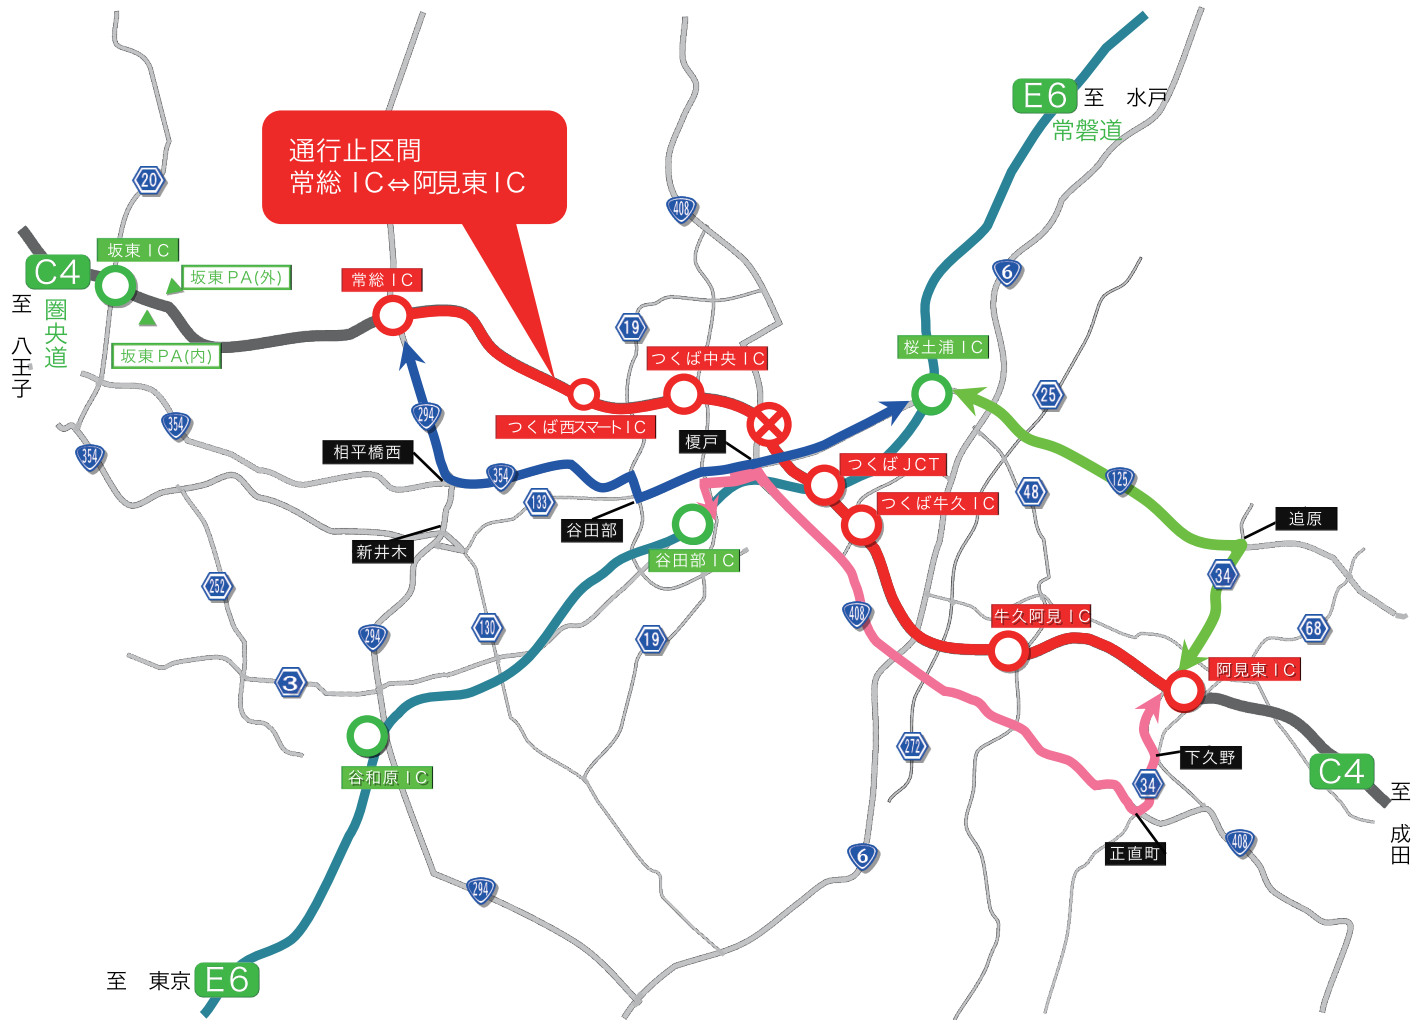 E6
至 水戸
常磐道
通行止区間
常総IC⇔阿見東IC
20
408
坂東IC
C4
至 八王子
圏央道
坂東PA(外)
坂東PA(内)
常総IC
6
19
つくば中央IC
桜土浦IC
25
354
294
つくば西スマートIC
榎戸
354
相平橋西
354
つくばJCT
125
48
133
つくば牛久IC
谷田部
追原
新井木
谷田部IC
34
252
408
牛久阿見IC
130
294
19
68
3
阿見東IC
谷和原IC
272
下久野
34
C4
至 成田
正直町
408
6
294
至 東京
E6